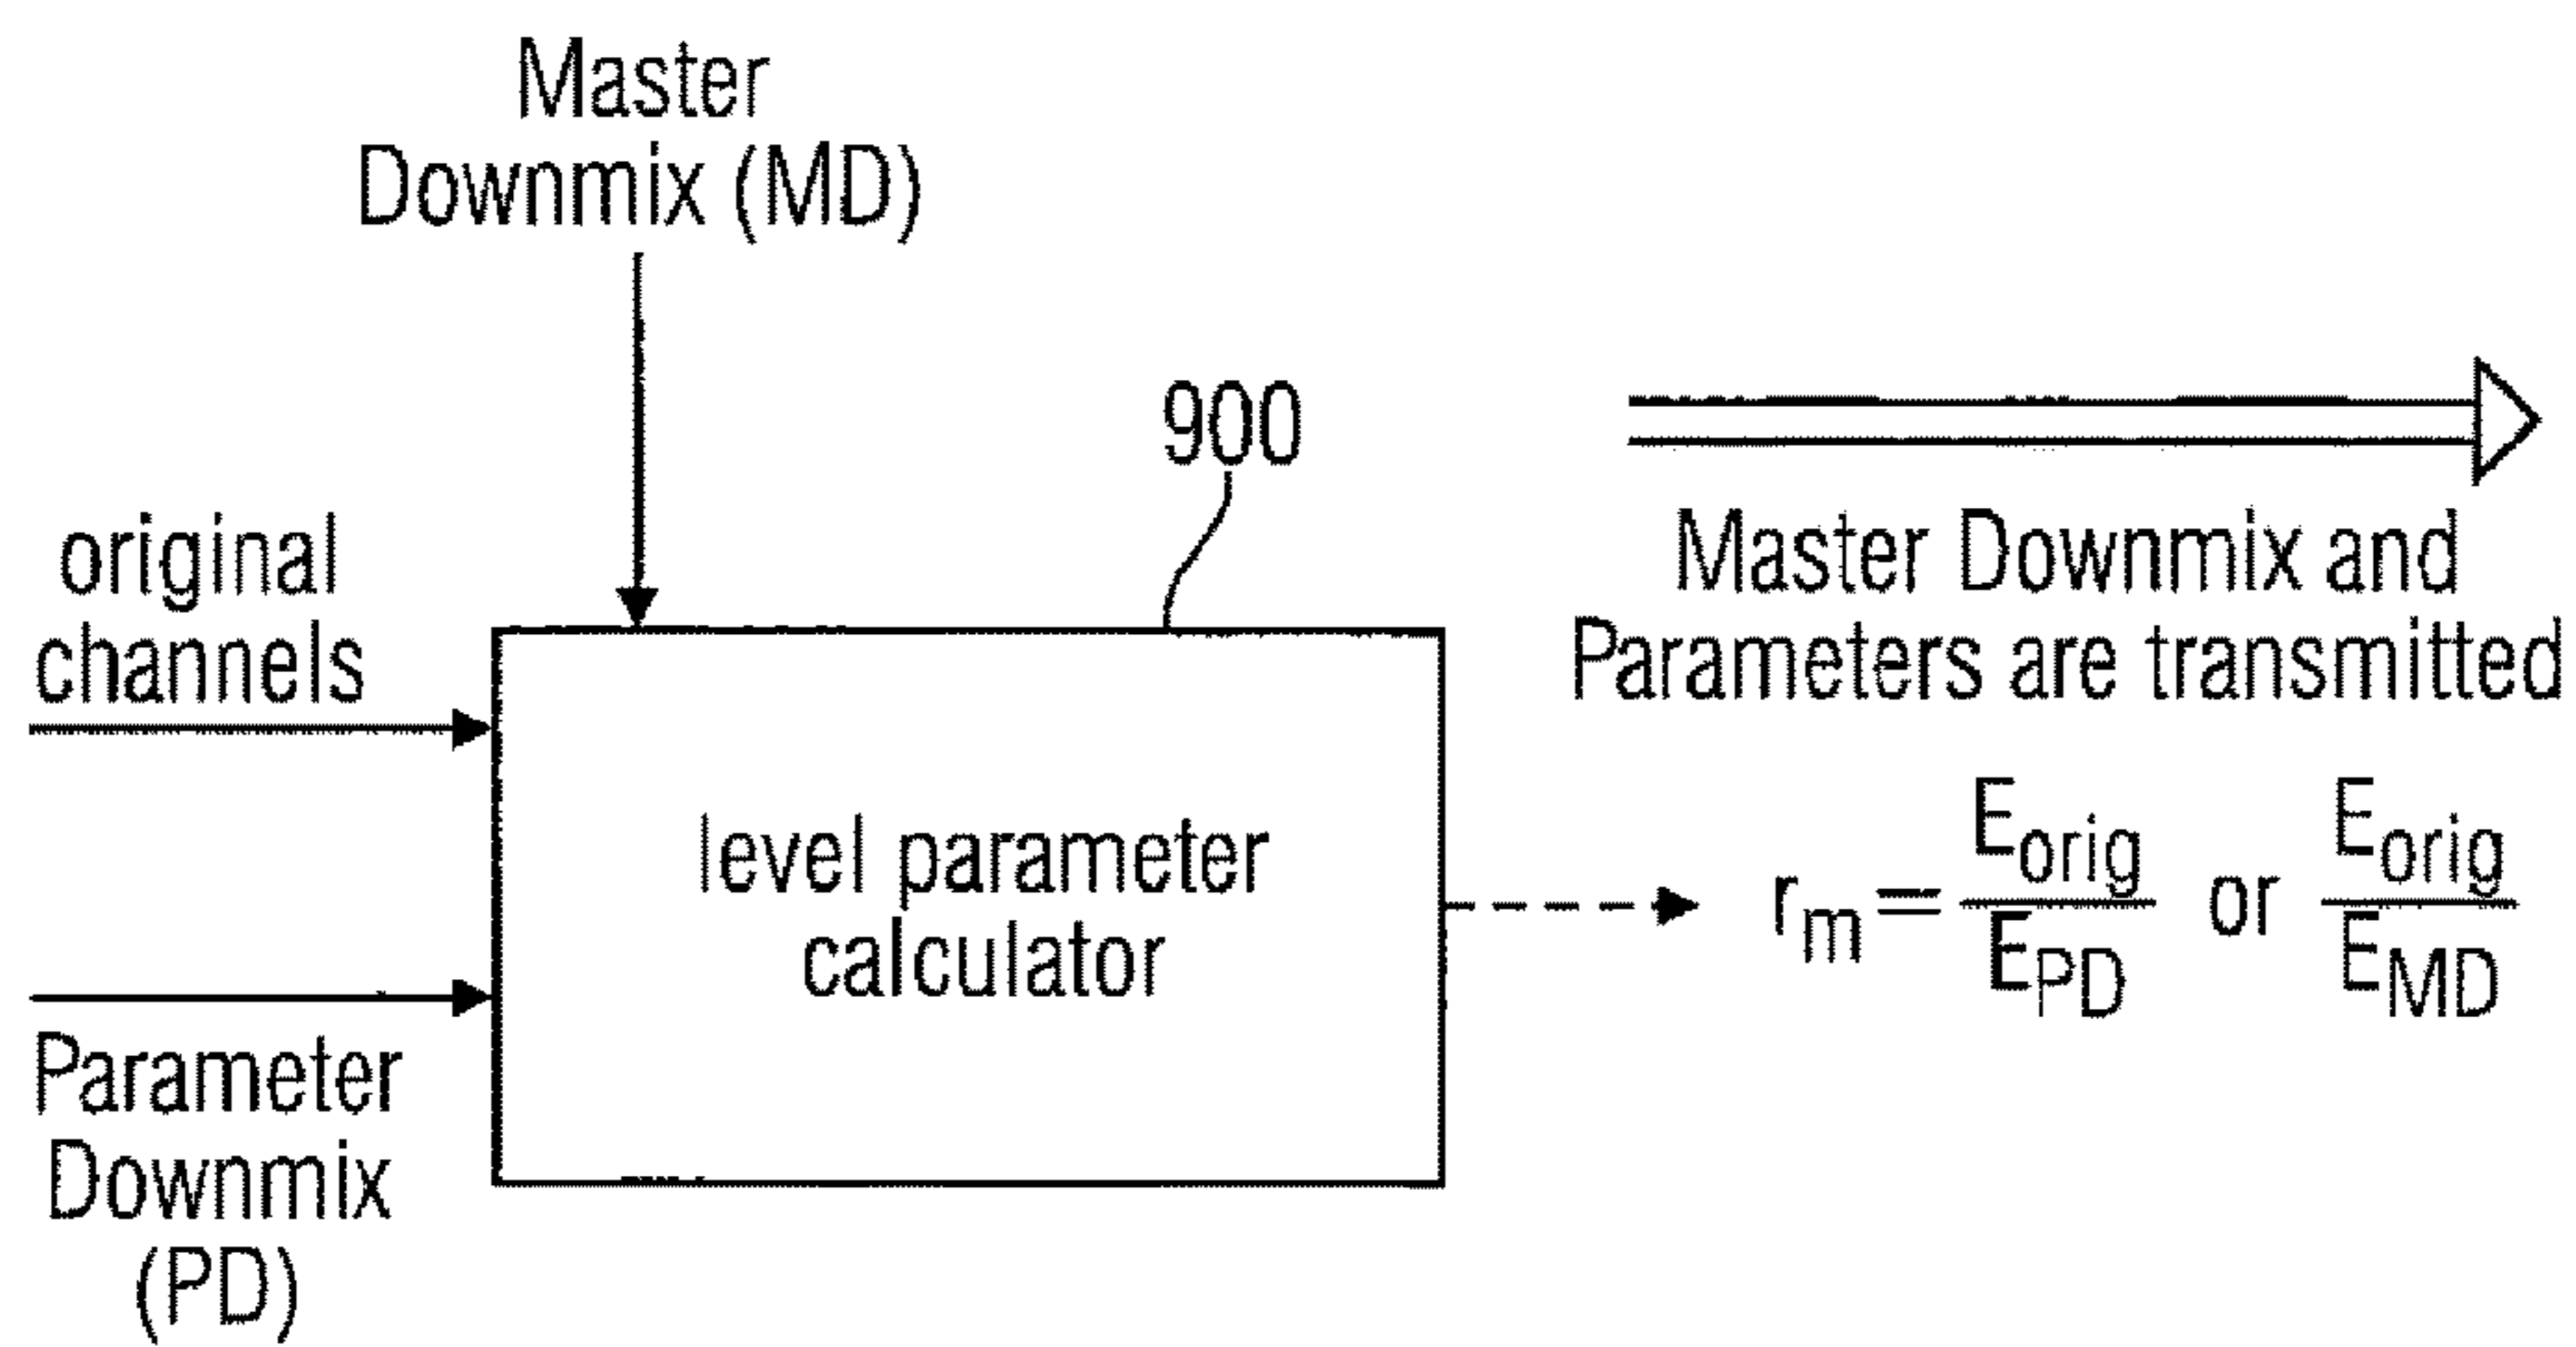 Master
Downmix (MD)
900
original
channels
Master Downmix and
Parameters are transmitted
level parameter
calculator
r_m = E_orig / E_PD or E_orig / E_MD
Parameter
Downmix
(PD)